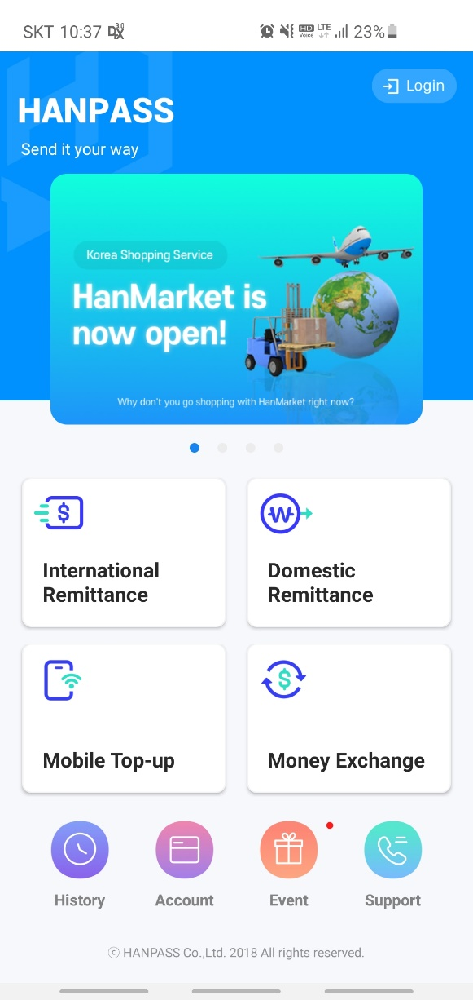 SKT 10:37 DX 3.0
HD Voice LTE 23%
Login
HANPASS
Send it your way
Korea Shopping Service
HanMarket is
now open!
Why don't you go shopping with HanMarket right now?
International
Remittance
Domestic
Remittance
Mobile Top-up
Money Exchange
History
Account
Event
Support
ⓒ HANPASS Co.,Ltd. 2018 All rights reserved.